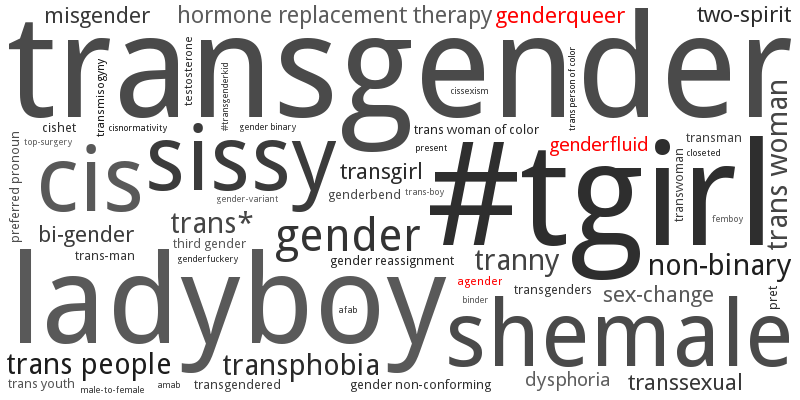 misgender
hormone replacement therapy
genderqueer
two-spirit
transgender
transmisogyny
testosterone
#transgenderkid
cissexism
trans person of color
cishet
cisnormativity
gender binary
trans woman of color
top-surgery
preferred pronoun
cis
sissy
present
genderfluid
transman
closeted
#tgirl
transgirl
transwoman
trans woman
gender-variant
genderbend
trans-boy
femboy
trans*
bi-gender
third gender
gender
trans-man
genderfuckery
gender reassignment
tranny
non-binary
ladyboy
agender
transgenders
binder
sex-change
pret
afab
shemale
trans people
transphobia
trans youth
male-to-female
amab
transgendered
gender non-conforming
dysphoria
transsexual